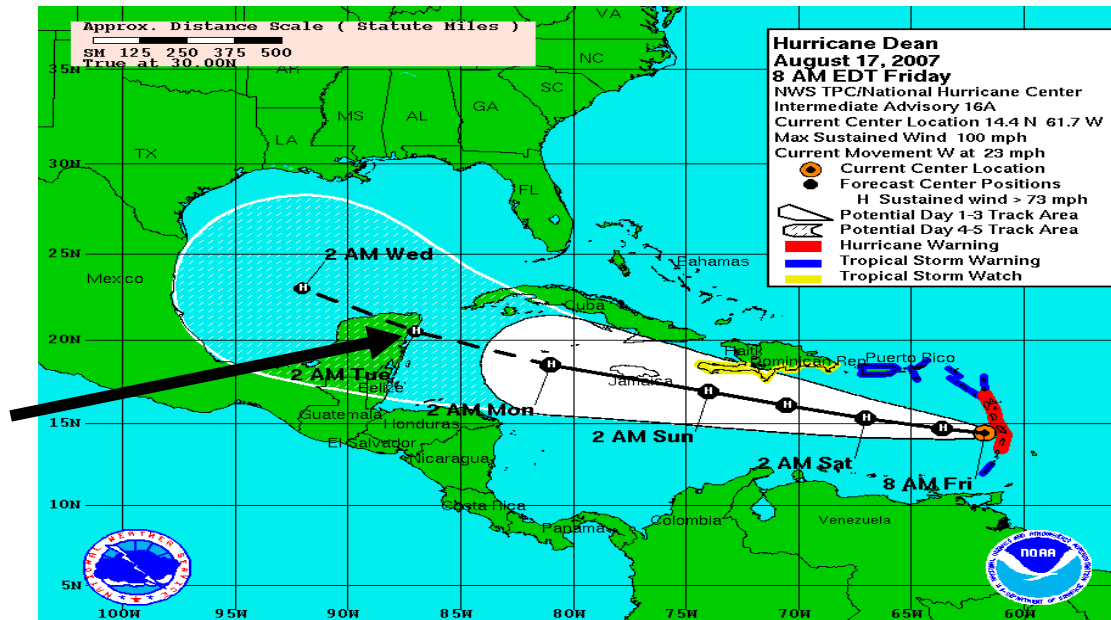 Approx. Distance Scale ( Statute Miles )
SM 125 250 375 500
True at 30.00N
Hurricane Dean
August 17, 2007
8 AM EDT Friday
NWS TPC/National Hurricane Center
Intermediate Advisory 16A
Current Center Location 14.4 N 61.7 W
Max Sustained Wind 100 mph
Current Movement W at 23 mph
Current Center Location
Forecast Center Positions
H Sustained wind > 73 mph
Potential Day 1-3 Track Area
Potential Day 4-5 Track Area
Hurricane Warning
Tropical Storm Warning
Tropical Storm Watch
VA
35N
AR
NC
SC
MS
AL
GA
LA
TX
30N
FL
25N
2 AM Wed
Bahamas
Mexico
H
Cuba
H
20N
Haiti
Dominican Rep
Puerto Rico
H
2 AM Tue
Jamaica
Belize
H
H
2 AM Mon
Guatemala
Honduras
H
H
15N
2 AM Sun
El Salvador
Nicaragua
2 AM Sat
8 AM Fri
10N
Costa Rica
Panama
Colombia
Venezuela
NATIONAL WEATHER SERVICE
NOAA
5N
100W
95W
90W
85W
80W
75W
70W
65W
60W